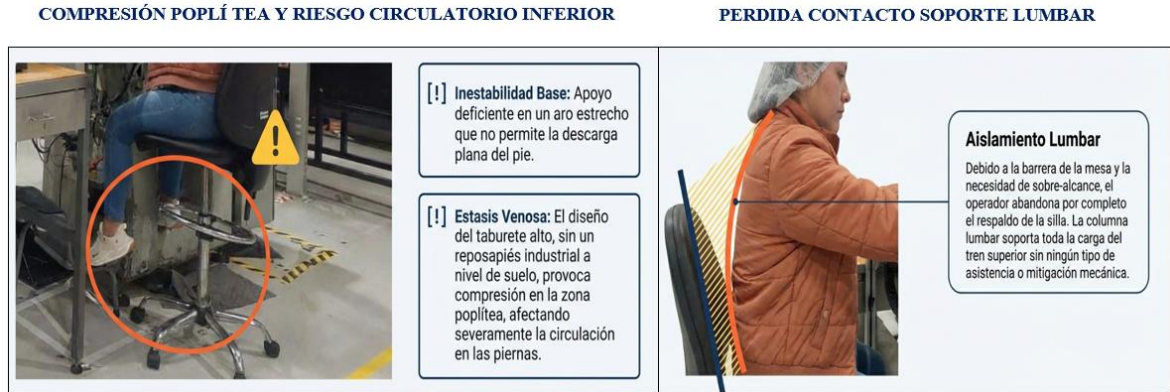 COMPRESIÓN POPLÍ TEA Y RIESGO CIRCULATORIO INFERIOR
[!] Inestabilidad Base: Apoyo
deficiente en un aro estrecho
que no permite la descarga
plana del pie.
[!] Estasis Venosa: El diseño
del taburete alto, sin un
reposapiés industrial a
nivel de suelo, provoca
compresión en la zona
poplítea, afectando
severamente la circulación
en las piernas.
PERDIDA CONTACTO SOPORTE LUMBAR
Aislamiento Lumbar
Debido a la barrera de la mesa y la
necesidad de sobre-alcance, el
operador abandona por completo
el respaldo de la silla. La columna
lumbar soporta toda la carga del
tren superior sin ningún tipo de
asistencia o mitigación mecánica.